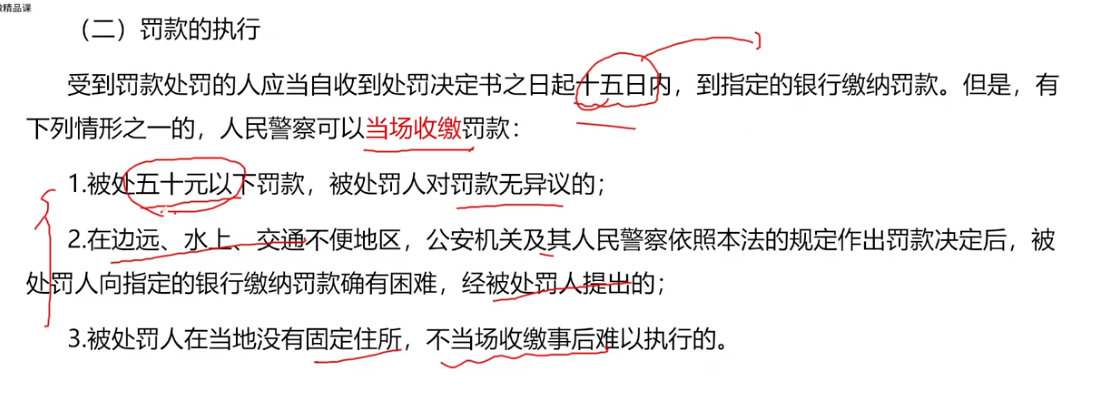 精品课
（二）罚款的执行
受到罚款处罚的人应当自收到处罚决定书之日起十五日内，到指定的银行缴纳罚款。但是，有
下列情形之一的，人民警察可以当场收缴罚款：
1.被处五十元以下罚款，被处罚人对罚款无异议的；
2.在边远、水上、交通不便地区，公安机关及其人民警察依照本法的规定作出罚款决定后，被
处罚人向指定的银行缴纳罚款确有困难，经被处罚人提出的；
3.被处罚人在当地没有固定住所，不当场收缴事后难以执行的。